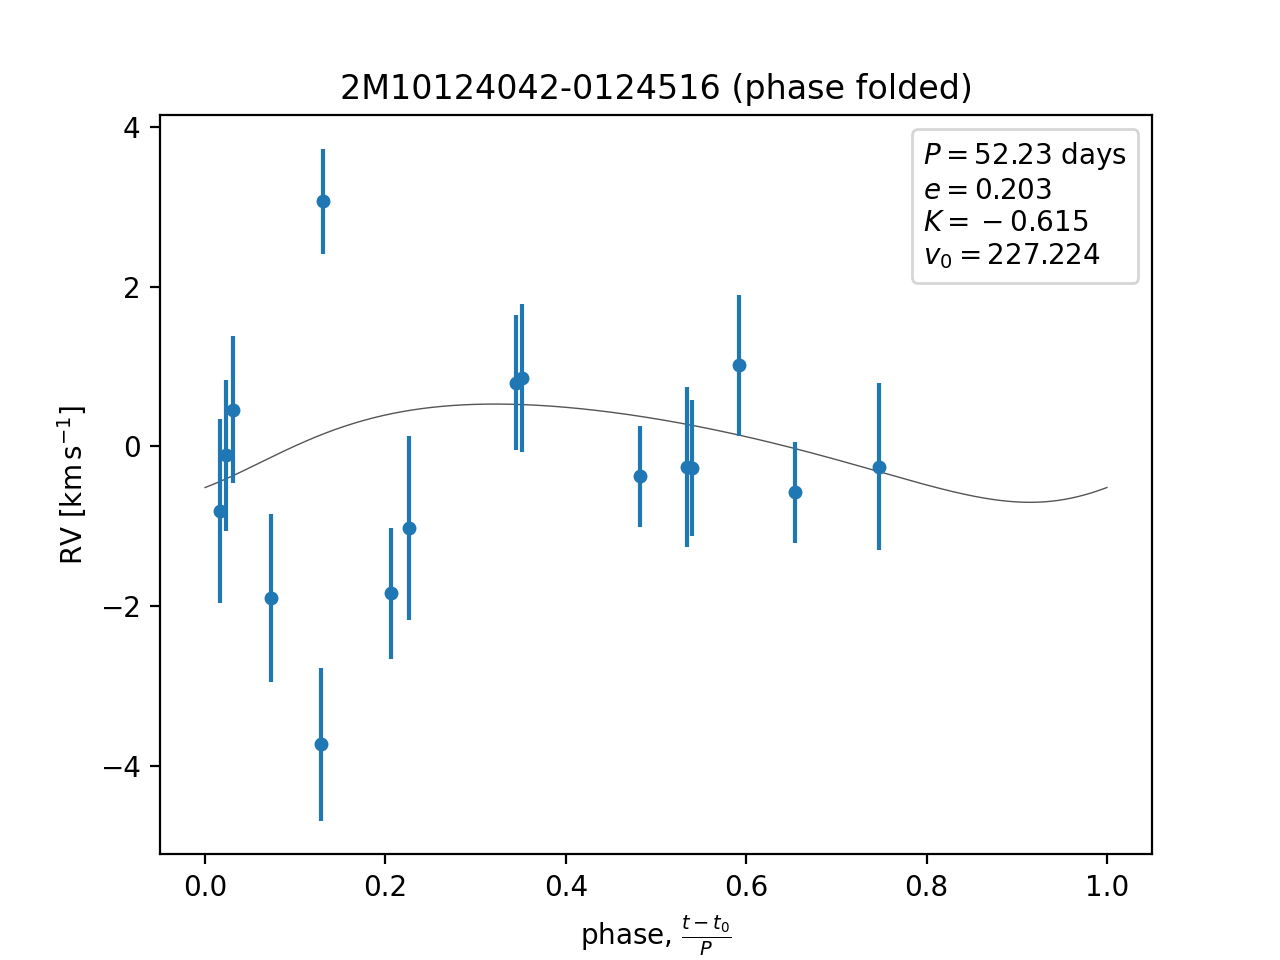 2M10124042-0124516 (phase folded)
P = 52.23 days
e = 0.203
K = −0.615
v₀ = 227.224
4
2
0
−2
−4
RV [km s⁻¹]
0.0 0.2 0.4 0.6 0.8 1.0
phase, (t − t₀)/P